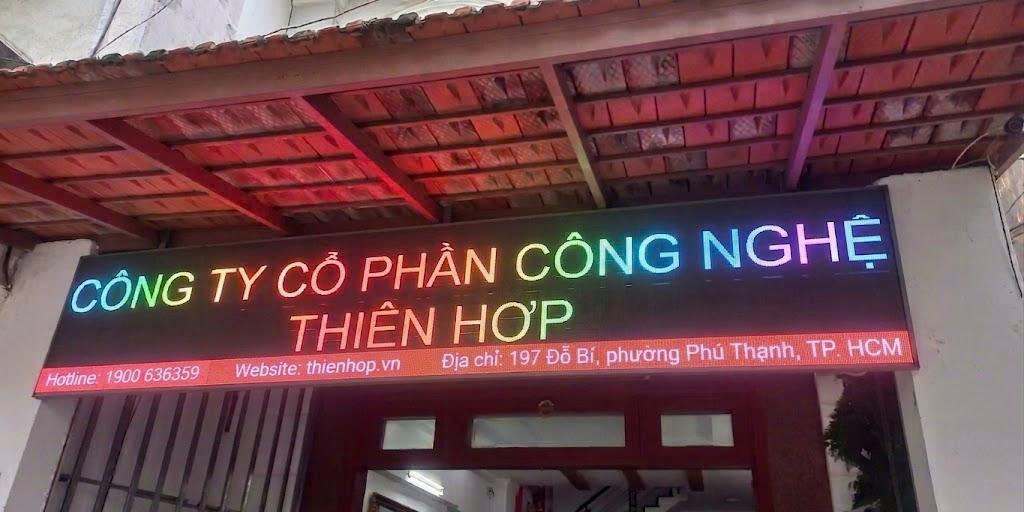 CÔNG TY CỔ PHẦN CÔNG NGHỆ
THIÊN HỢP
Hotline: 1900 636359 Website: thienhop.vn Địa chỉ: 197 Đỗ Bí, phường Phú Thạnh, TP. HCM